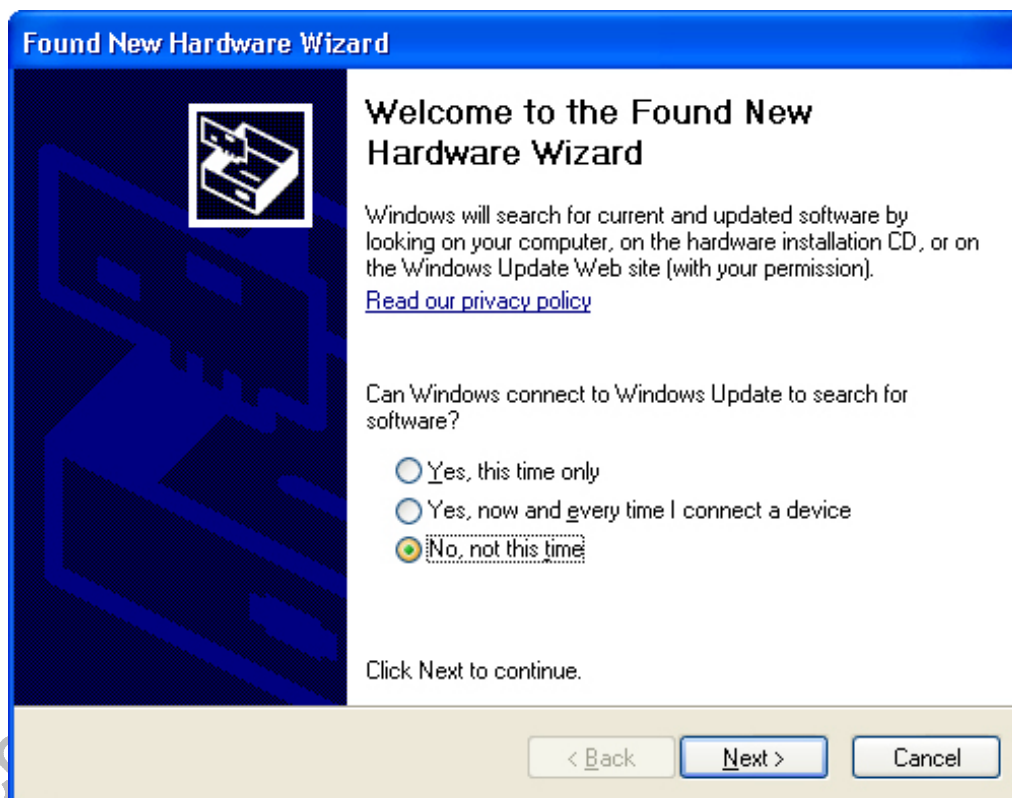 Found New Hardware Wizard
Welcome to the Found New
Hardware Wizard
Windows will search for current and updated software by
looking on your computer, on the hardware installation CD, or on
the Windows Update Web site (with your permission).
Read our privacy policy
Can Windows connect to Windows Update to search for
software?
Yes, this time only
Yes, now and every time I connect a device
No, not this time
Click Next to continue.
< Back
Next >
Cancel